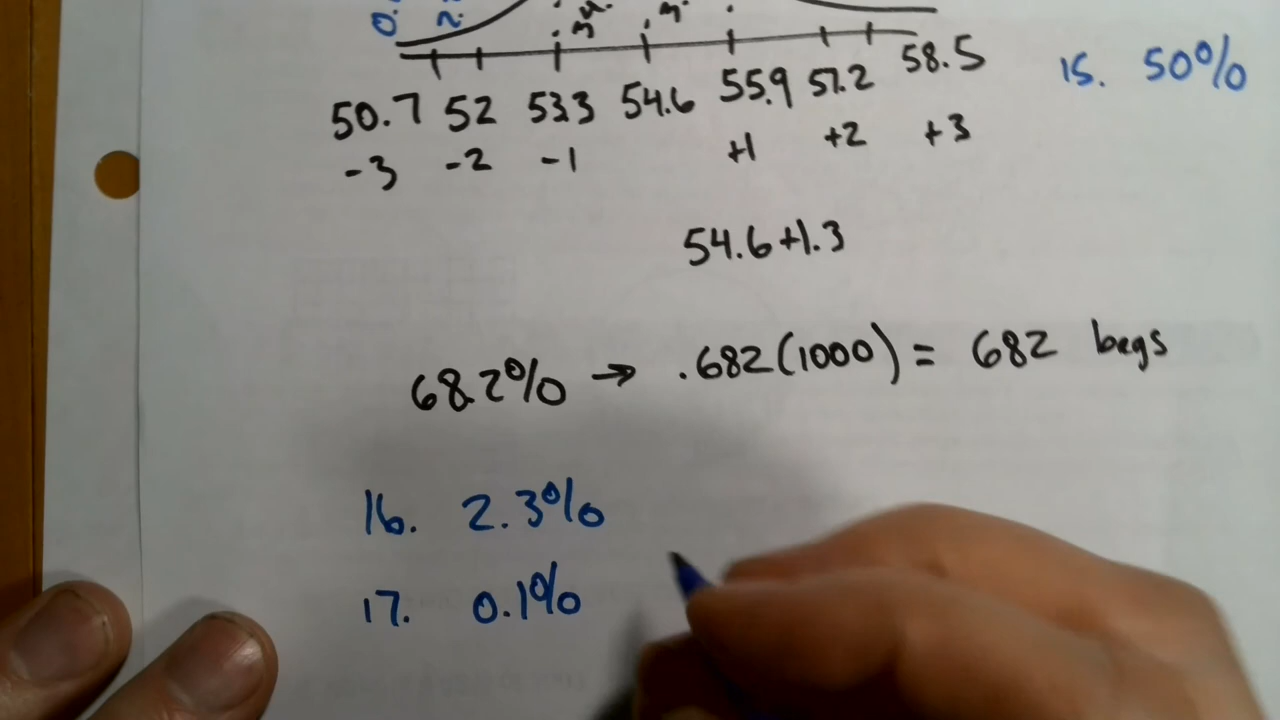 50.7 52 53.3 54.6 55.9 57.2 58.5
-3 -2 -1 +1 +2 +3
15. 50%
54.6+1.3
68.2% → .682(1000) = 682 bags
16. 2.3%
17. 0.1%